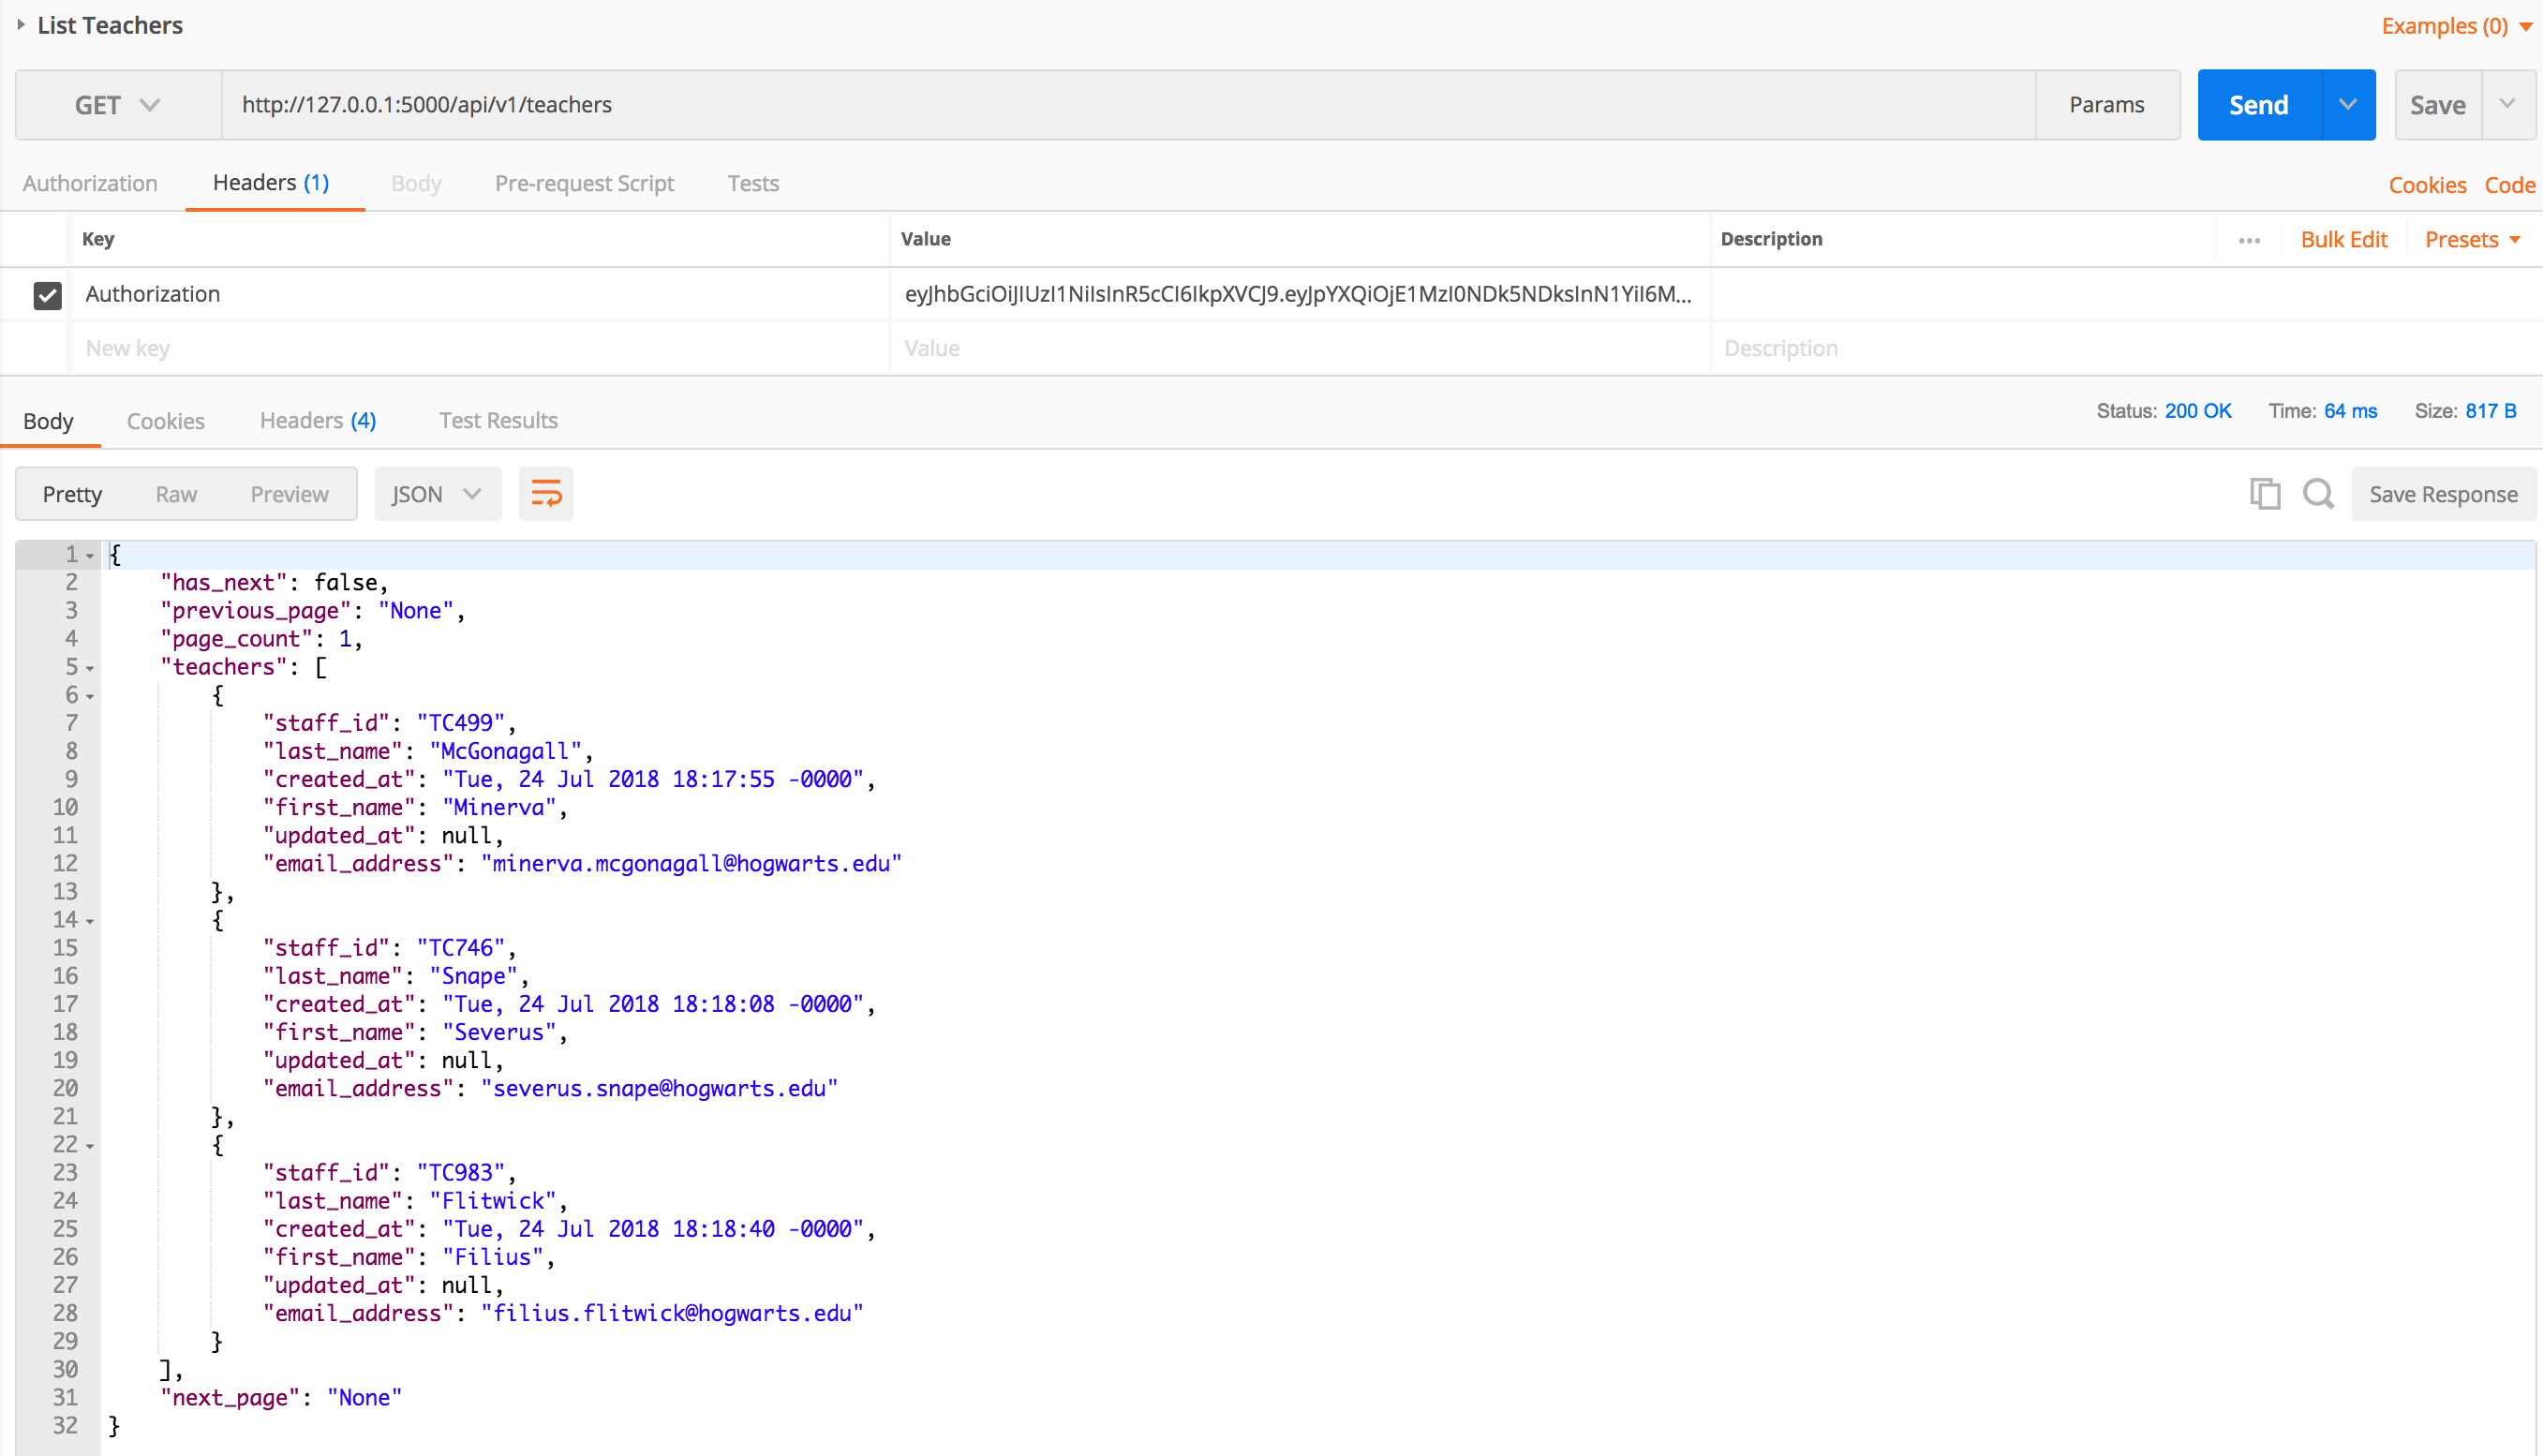 List Teachers Examples (0)
GET http://127.0.0.1:5000/api/v1/teachers Params Send Save
Authorization Headers (1) Body Pre-request Script Tests Cookies Code
Key Value Description ••• Bulk Edit Presets
Authorization eyJhbGciOiJIUzI1NiIsInR5cCI6IkpXVCJ9.eyJpYXQiOjE1MzI0NDk5NDksInN1YiI6M...
New key Value Description
Body Cookies Headers (4) Test Results Status: 200 OK Time: 64 ms Size: 817 B
Pretty Raw Preview JSON Save Response
1 {
2 "has_next": false,
3 "previous_page": "None",
4 "page_count": 1,
5 "teachers": [
6 {
7 "staff_id": "TC499",
8 "last_name": "McGonagall",
9 "created_at": "Tue, 24 Jul 2018 18:17:55 -0000",
10 "first_name": "Minerva",
11 "updated_at": null,
12 "email_address": "minerva.mcgonagall@hogwarts.edu"
13 },
14 {
15 "staff_id": "TC746",
16 "last_name": "Snape",
17 "created_at": "Tue, 24 Jul 2018 18:18:08 -0000",
18 "first_name": "Severus",
19 "updated_at": null,
20 "email_address": "severus.snape@hogwarts.edu"
21 },
22 {
23 "staff_id": "TC983",
24 "last_name": "Flitwick",
25 "created_at": "Tue, 24 Jul 2018 18:18:40 -0000",
26 "first_name": "Filius",
27 "updated_at": null,
28 "email_address": "filius.flitwick@hogwarts.edu"
29 }
30 ],
31 "next_page": "None"
32 }